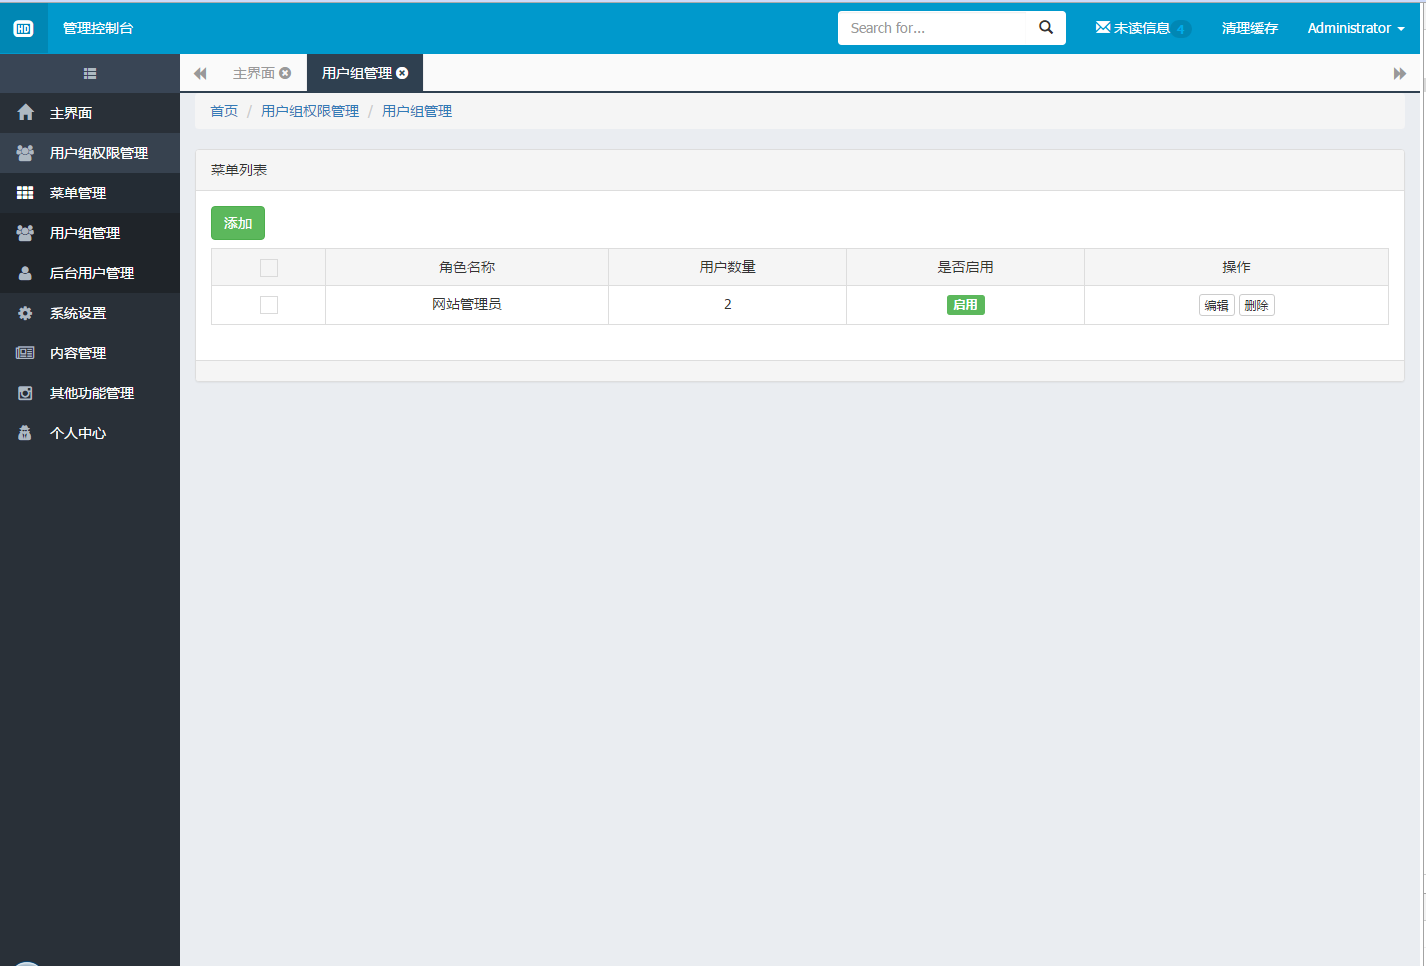 HD 管理控制台 Search for... 未读信息 4 清理缓存 Administrator
主界面 用户组管理
主界面
用户组权限管理
菜单管理
用户组管理
后台用户管理
系统设置
内容管理
其他功能管理
个人中心
首页 / 用户组权限管理 / 用户组管理
菜单列表
添加
角色名称 用户数量 是否启用 操作
网站管理员 2 启用 编辑 删除